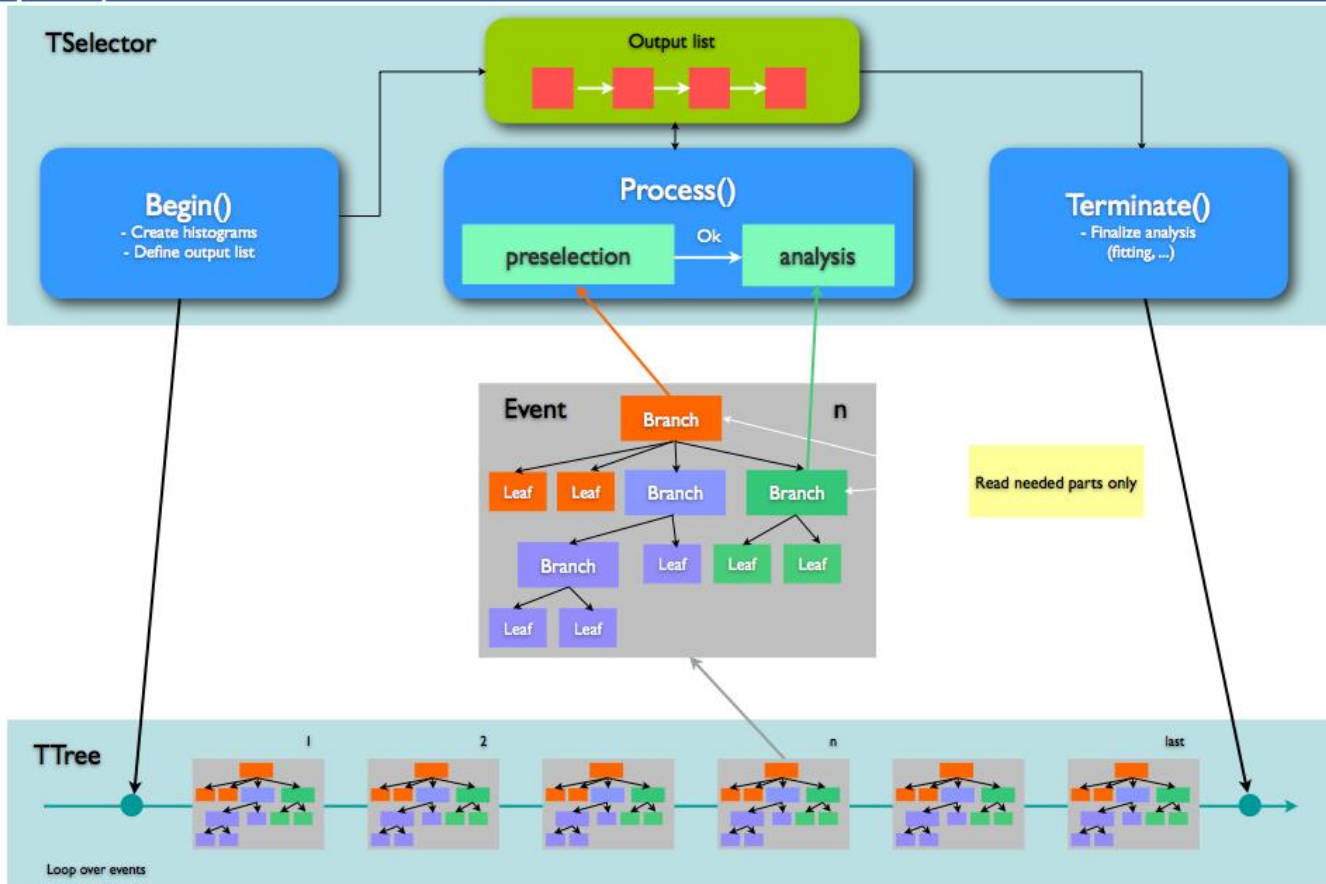 TSelector
Output list
Begin()
- Create histograms
- Define output list
Process()
preselection
Ok
analysis
Terminate()
- Finalize analysis
(fitting, ...)
Event
n
Branch
Leaf
Leaf
Branch
Branch
Branch
Leaf
Leaf
Leaf
Leaf
Leaf
Read needed parts only
TTree
1
2
n
last
Loop over events